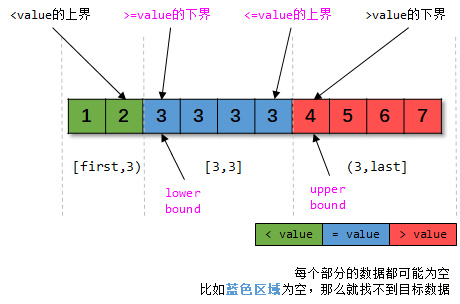 <value的上界 >=value的下界 <=value的上界 >value的下界
1 2 3 3 3 3 4 5 6 7
[first,3) [3,3] (3,last]
lower
bound
upper
bound
< value = value > value
每个部分的数据都可能为空
比如蓝色区域为空，那么就找不到目标数据